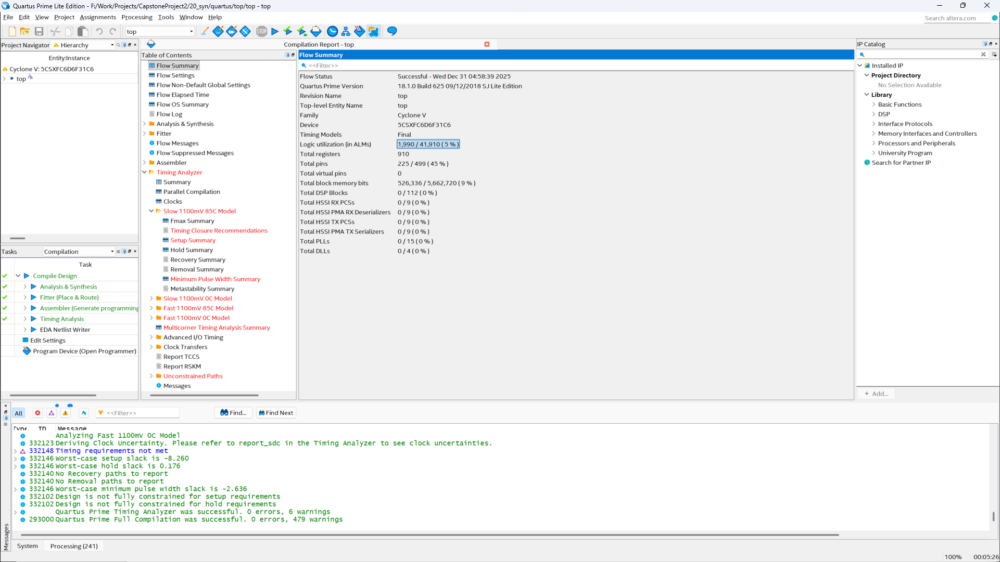 Quartus Prime Lite Edition - F:/Work/Projects/CapstoneProject2/20_syn/quartus/top/top - top
File Edit View Project Assignments Processing Tools Window Help
Search altera.com
top
STOP
Project Navigator Hierarchy
Entity:Instance
Cyclone V: 5CSXFC6D6F31C6
top
Tasks Compilation
Task
Compile Design
Analysis & Synthesis
Fitter (Place & Route)
Assembler (Generate programming
Timing Analysis
EDA Netlist Writer
Edit Settings
Program Device (Open Programmer)
Compilation Report - top
Table of Contents
Flow Summary
Flow Settings
Flow Non-Default Global Settings
Flow Elapsed Time
Flow OS Summary
Flow Log
Analysis & Synthesis
Fitter
Flow Messages
Flow Suppressed Messages
Assembler
Timing Analyzer
Summary
Parallel Compilation
Clocks
Slow 1100mV 85C Model
Fmax Summary
Timing Closure Recommendations
Setup Summary
Hold Summary
Recovery Summary
Removal Summary
Minimum Pulse Width Summary
Metastability Summary
Slow 1100mV 0C Model
Fast 1100mV 85C Model
Fast 1100mV 0C Model
Multicorner Timing Analysis Summary
Advanced I/O Timing
Clock Transfers
Report TCCS
Report RSKM
Unconstrained Paths
Messages
Flow Summary
<<Filter>>
Flow Status Successful - Wed Dec 31 04:58:39 2025
Quartus Prime Version 18.1.0 Build 625 09/12/2018 SJ Lite Edition
Revision Name top
Top-level Entity Name top
Family Cyclone V
Device 5CSXFC6D6F31C6
Timing Models Final
Logic utilization (in ALMs) 1,990 / 41,910 ( 5 % )
Total registers 910
Total pins 225 / 499 ( 45 % )
Total virtual pins 0
Total block memory bits 526,336 / 5,662,720 ( 9 % )
Total DSP Blocks 0 / 112 ( 0 % )
Total HSSI RX PCSs 0 / 9 ( 0 % )
Total HSSI PMA RX Deserializers 0 / 9 ( 0 % )
Total HSSI TX PCSs 0 / 9 ( 0 % )
Total HSSI PMA TX Serializers 0 / 9 ( 0 % )
Total PLLs 0 / 15 ( 0 % )
Total DLLs 0 / 4 ( 0 % )
IP Catalog
Installed IP
Project Directory
No Selection Available
Library
Basic Functions
DSP
Interface Protocols
Memory Interfaces and Controllers
Processors and Peripherals
University Program
Search for Partner IP
+ Add...
All <<Filter>> Find... Find Next
Type ID Message
Analyzing Fast 1100mV 0C Model
332123 Deriving Clock Uncertainty. Please refer to report_sdc in the Timing Analyzer to see clock uncertainties.
332148 Timing requirements not met
332146 Worst-case setup slack is -8.260
332146 Worst-case hold slack is 0.176
332140 No Recovery paths to report
332140 No Removal paths to report
332146 Worst-case minimum pulse width slack is -2.636
332102 Design is not fully constrained for setup requirements
332102 Design is not fully constrained for hold requirements
Quartus Prime Timing Analyzer was successful. 0 errors, 6 warnings
293000 Quartus Prime Full Compilation was successful. 0 errors, 479 warnings
Messages
System Processing (241)
100% 00:05:26